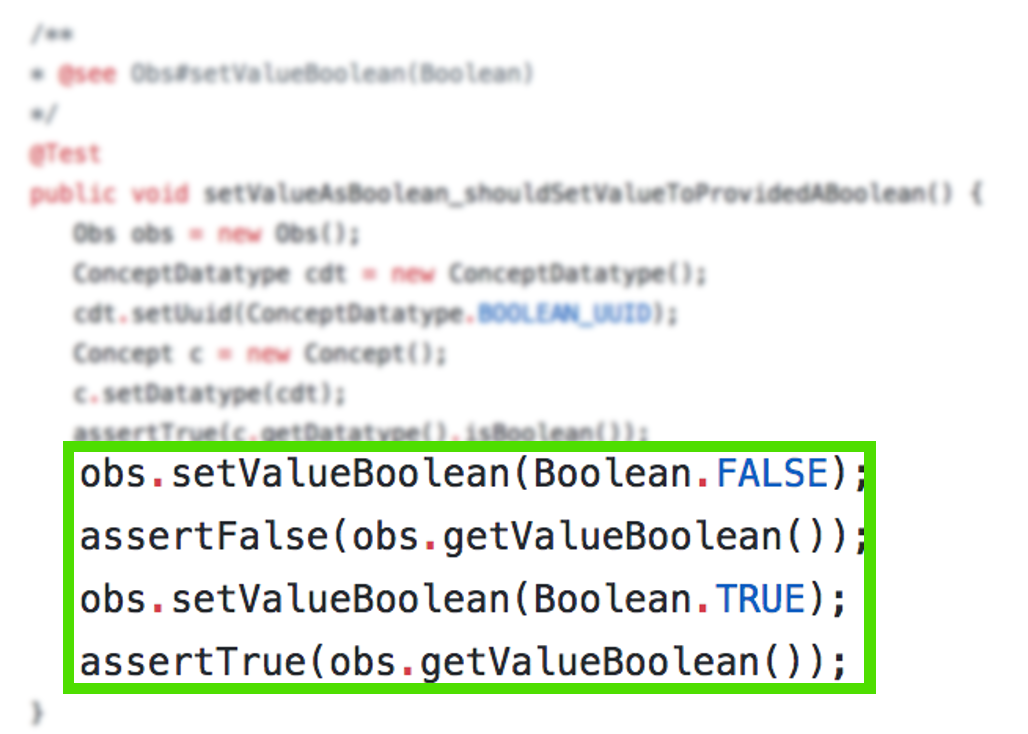 /**
* @see Obs#setValueBoolean(Boolean)
*/
@Test
public void setValueAsBoolean_shouldSetValueToProvidedABoolean() {
Obs obs = new Obs();
ConceptDatatype cdt = new ConceptDatatype();
cdt.setUuid(ConceptDatatype.BOOLEAN_UUID);
Concept c = new Concept();
c.setDatatype(cdt);
assertTrue(c.getDatatype().isBoolean());
obs.setValueBoolean(Boolean.FALSE);
assertFalse(obs.getValueBoolean());
obs.setValueBoolean(Boolean.TRUE);
assertTrue(obs.getValueBoolean());
}